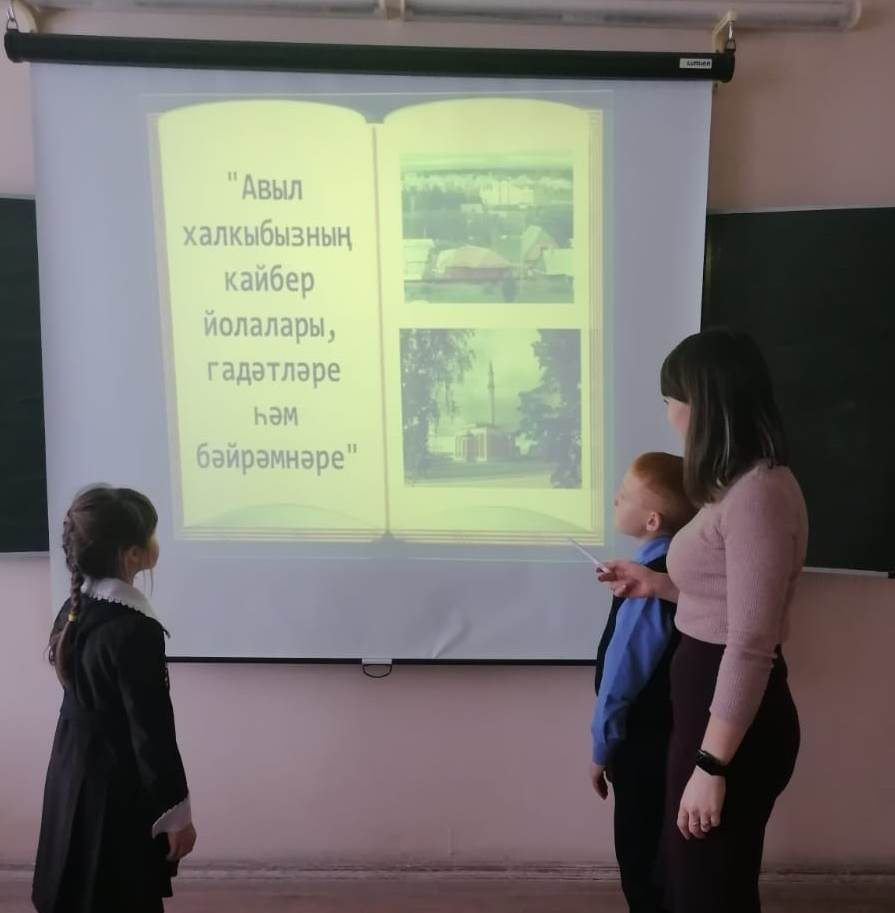 "Авыл
халкыбызның
кайбер
йолалары,
гадәтләре
һәм
бәйрәмнәре"